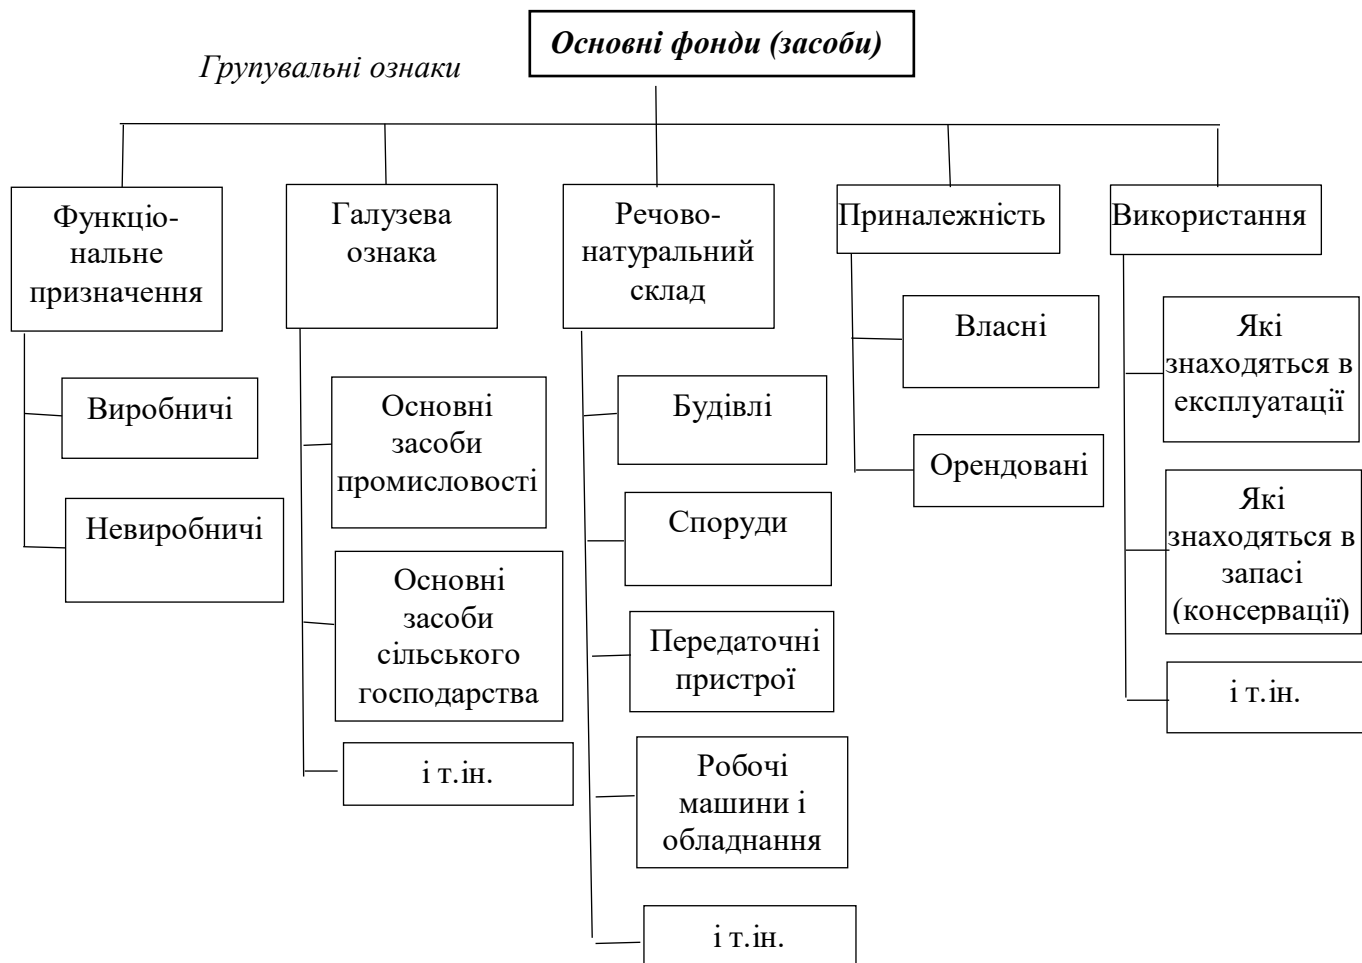 Основні фонди (засоби)
Групувальні ознаки
Функціо-
нальне
призначення
Виробничі
Невиробничі
Галузева
ознака
Основні
засоби
промисловості
Основні
засоби
сільського
господарства
і т.ін.
Речово-
натуральний
склад
Будівлі
Споруди
Передаточні
пристрої
Робочі
машини і
обладнання
і т.ін.
Приналежність
Власні
Орендовані
Використання
Які
знаходяться в
експлуатації
Які
знаходяться в
запасі
(консервації)
і т.ін.